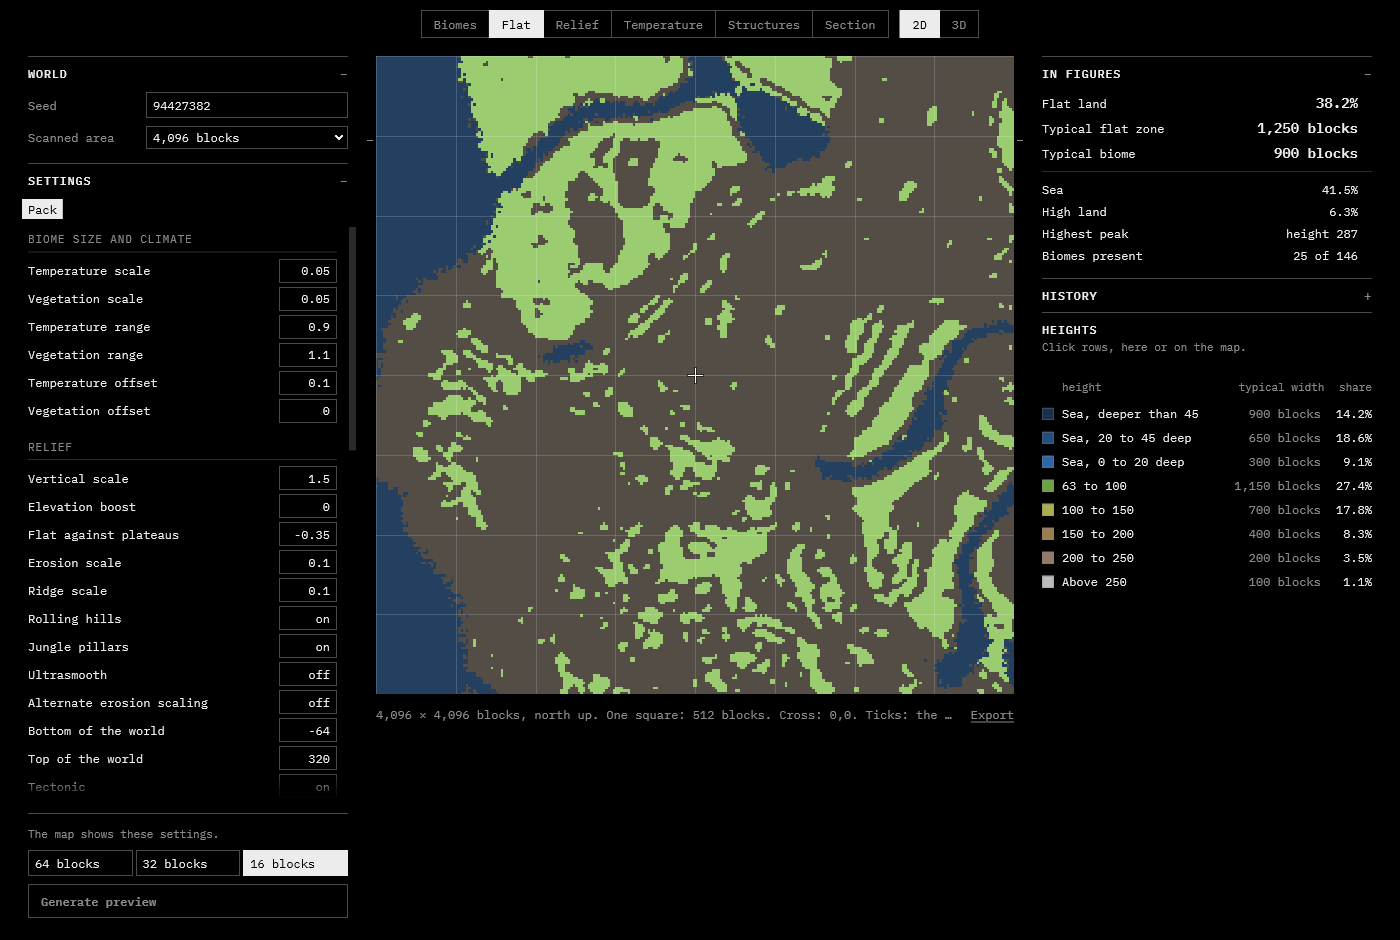 Biomes Flat Relief Temperature Structures Section 2D 3D
WORLD −
Seed 94427382
Scanned area 4,096 blocks
SETTINGS −
Pack
BIOME SIZE AND CLIMATE
Temperature scale 0.05
Vegetation scale 0.05
Temperature range 0.9
Vegetation range 1.1
Temperature offset 0.1
Vegetation offset 0
RELIEF
Vertical scale 1.5
Elevation boost 0
Flat against plateaus -0.35
Erosion scale 0.1
Ridge scale 0.1
Rolling hills on
Jungle pillars on
Ultrasmooth off
Alternate erosion scaling off
Bottom of the world -64
Top of the world 320
Tectonic on
The map shows these settings.
64 blocks 32 blocks 16 blocks
Generate preview
4,096 × 4,096 blocks, north up. One square: 512 blocks. Cross: 0,0. Ticks: the … Export
IN FIGURES −
Flat land 38.2%
Typical flat zone 1,250 blocks
Typical biome 900 blocks
Sea 41.5%
High land 6.3%
Highest peak height 287
Biomes present 25 of 146
HISTORY +
HEIGHTS
Click rows, here or on the map.
height typical width share
Sea, deeper than 45 900 blocks 14.2%
Sea, 20 to 45 deep 650 blocks 18.6%
Sea, 0 to 20 deep 300 blocks 9.1%
63 to 100 1,150 blocks 27.4%
100 to 150 700 blocks 17.8%
150 to 200 400 blocks 8.3%
200 to 250 200 blocks 3.5%
Above 250 100 blocks 1.1%